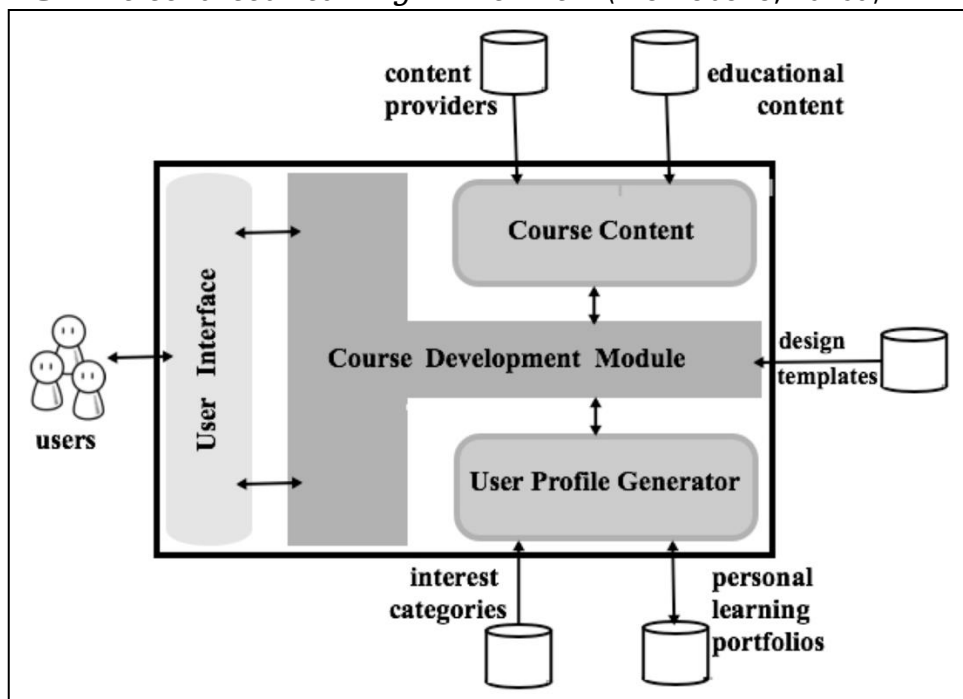 content
providers
educational
content
Course Content
User Interface
Course Development Module
design
templates
users
User Profile Generator
interest
categories
personal
learning
portfolios